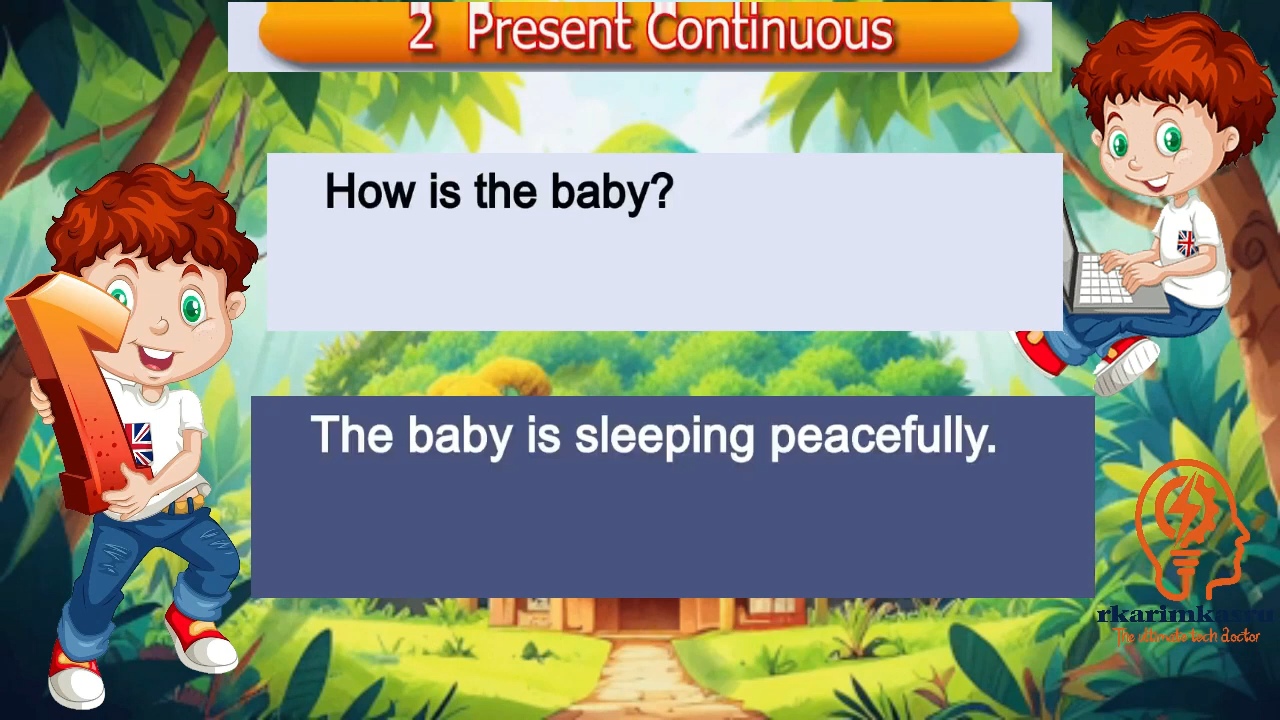 2 Present Continuous
How is the baby?
The baby is sleeping peacefully.
The ultimate tech doctor